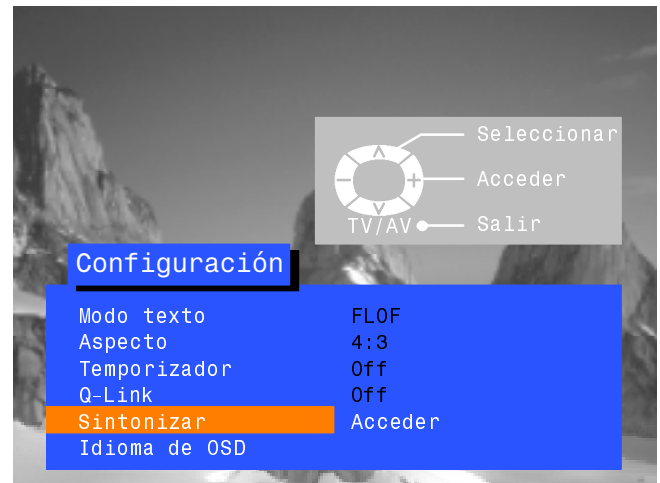 Seleccionar
Acceder
TV/AV Salir
Configuración
Modo texto FLOF
Aspecto 4:3
Temporizador Off
Q-Link Off
Sintonizar Acceder
Idioma de OSD